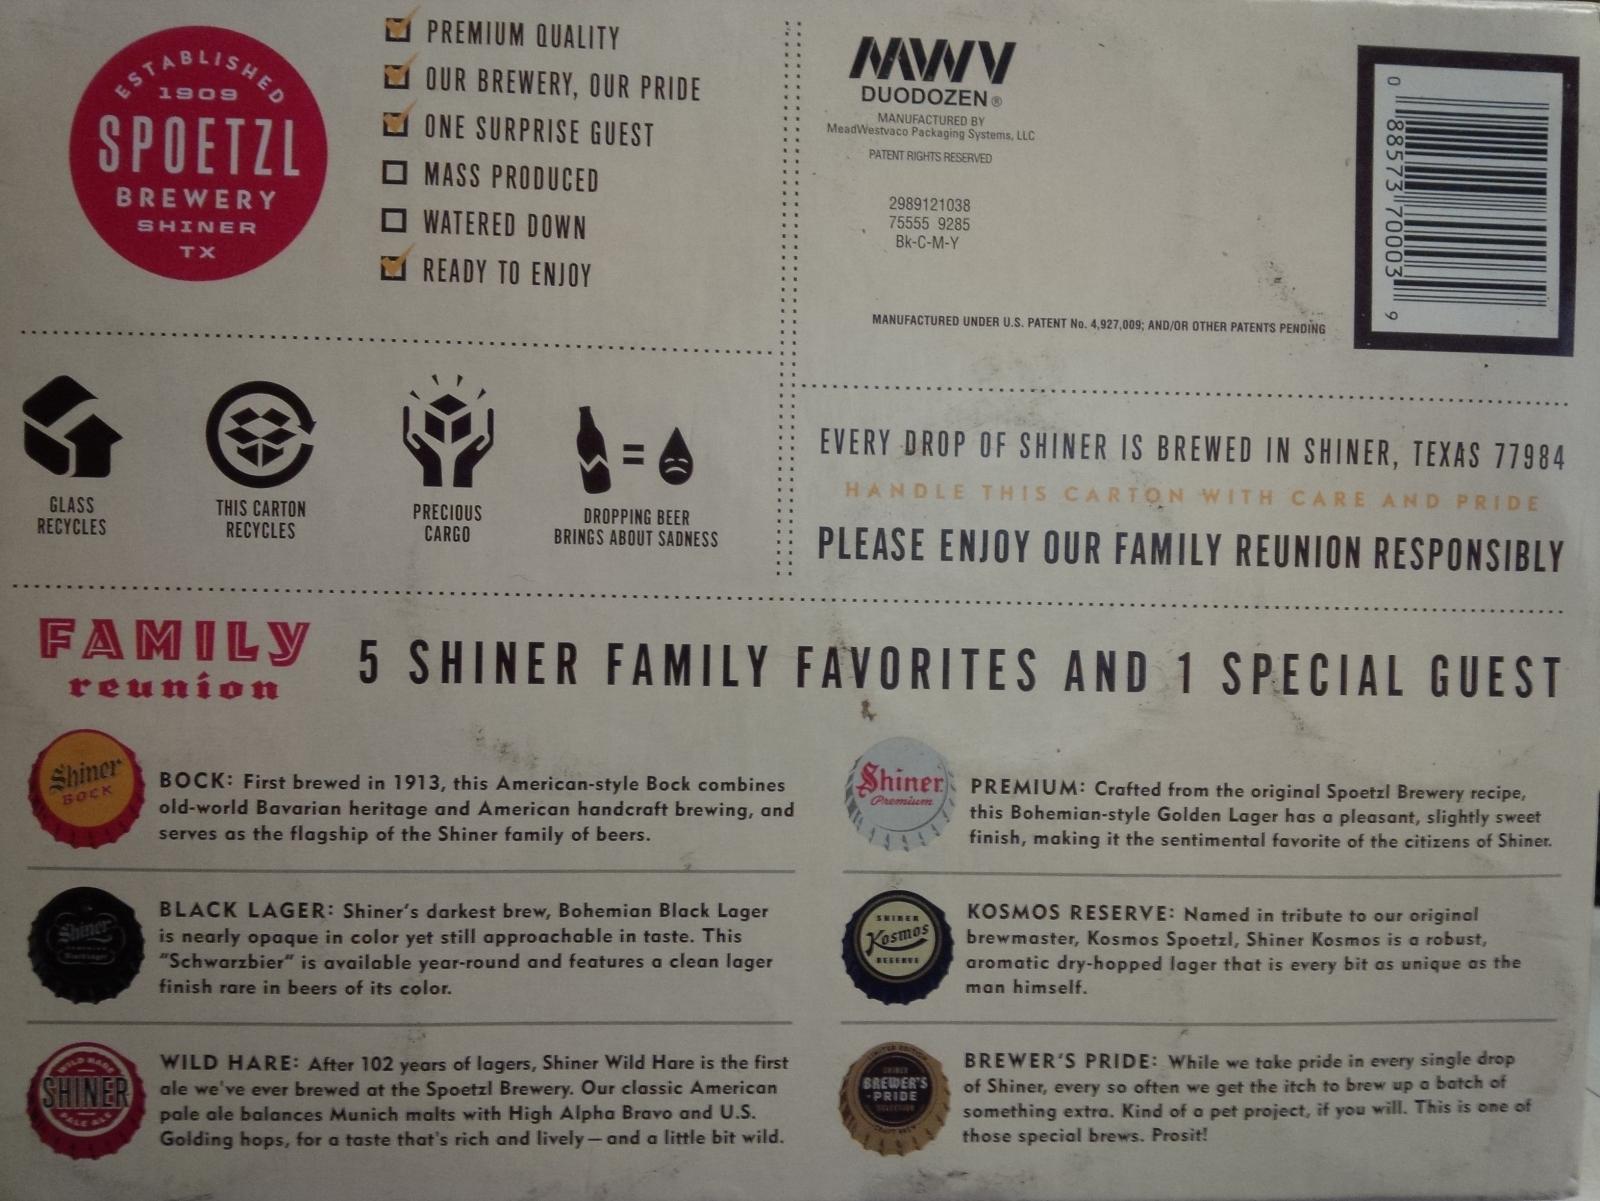 ESTABLISHED
1909
SPOETZL
BREWERY
SHINER
TX
PREMIUM QUALITY
OUR BREWERY, OUR PRIDE
ONE SURPRISE GUEST
MASS PRODUCED
WATERED DOWN
READY TO ENJOY
MWV
DUODOZEN®
MANUFACTURED BY
MeadWestvaco Packaging Systems, LLC
PATENT RIGHTS RESERVED
2989121038
75555 9285
Bk-C-M-Y
MANUFACTURED UNDER U.S. PATENT No. 4,927,009; AND/OR OTHER PATENTS PENDING
0 88573 70003 9
GLASS
RECYCLES
THIS CARTON
RECYCLES
PRECIOUS
CARGO
=
DROPPING BEER
BRINGS ABOUT SADNESS
EVERY DROP OF SHINER IS BREWED IN SHINER, TEXAS 77984
HANDLE THIS CARTON WITH CARE AND PRIDE
PLEASE ENJOY OUR FAMILY REUNION RESPONSIBLY
FAMILY
reunion
5 SHINER FAMILY FAVORITES AND 1 SPECIAL GUEST
Shiner
BOCK
BOCK: First brewed in 1913, this American-style Bock combines
old-world Bavarian heritage and American handcraft brewing, and
serves as the flagship of the Shiner family of beers.
Shiner
BLACK LAGER: Shiner's darkest brew, Bohemian Black Lager
is nearly opaque in color yet still approachable in taste. This
"Schwarzbier" is available year-round and features a clean lager
finish rare in beers of its color.
WILD HARE
SHINER
PALE ALE
WILD HARE: After 102 years of lagers, Shiner Wild Hare is the first
ale we've ever brewed at the Spoetzl Brewery. Our classic American
pale ale balances Munich malts with High Alpha Bravo and U.S.
Golding hops, for a taste that's rich and lively—and a little bit wild.
Shiner
Premium
PREMIUM: Crafted from the original Spoetzl Brewery recipe,
this Bohemian-style Golden Lager has a pleasant, slightly sweet
finish, making it the sentimental favorite of the citizens of Shiner.
SHINER
Kosmos
RESERVE
KOSMOS RESERVE: Named in tribute to our original
brewmaster, Kosmos Spoetzl, Shiner Kosmos is a robust,
aromatic dry-hopped lager that is every bit as unique as the
man himself.
LIMITED EDITION
SHINER
BREWER'S
PRIDE
SELECTION
CRAFT BREW
BREWER'S PRIDE: While we take pride in every single drop
of Shiner, every so often we get the itch to brew up a batch of
something extra. Kind of a pet project, if you will. This is one of
those special brews. Prosit!